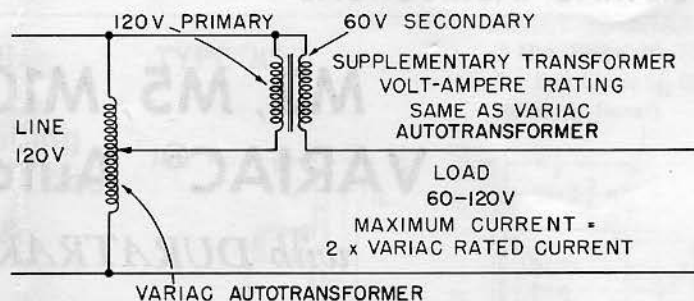 120V PRIMARY
60V SECONDARY
SUPPLEMENTARY TRANSFORMER
VOLT-AMPERE RATING
SAME AS VARIAC
AUTOTRANSFORMER
LINE
120V
LOAD
60-120V
MAXIMUM CURRENT =
2 x VARIAC RATED CURRENT
VARIAC AUTOTRANSFORMER